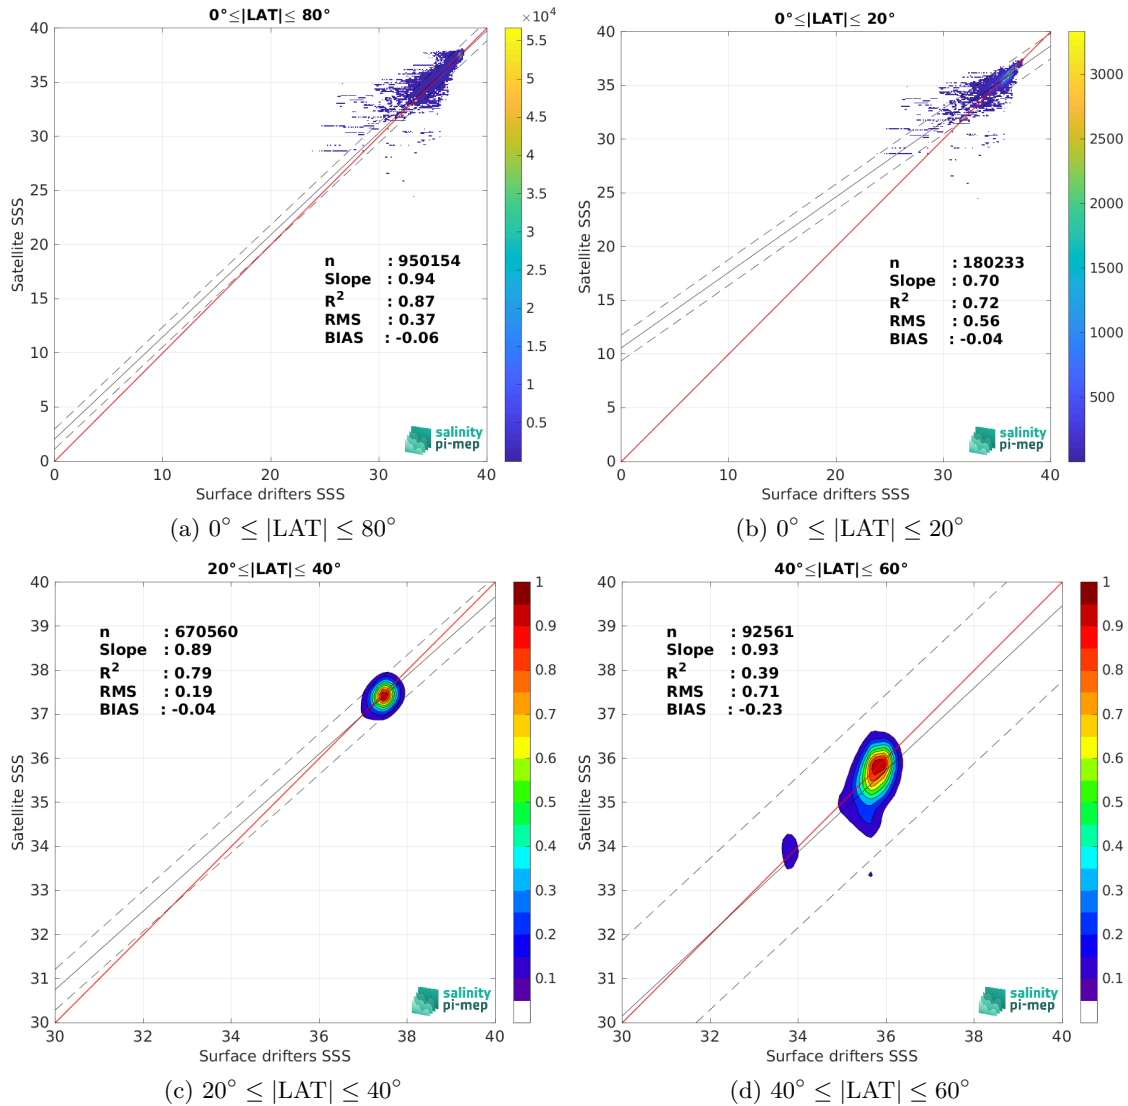 0°≤|LAT|≤ 80°
×10⁴
Satellite SSS
40
35
30
25
20
15
10
5
0
n : 950154
Slope : 0.94
R² : 0.87
RMS : 0.37
BIAS : -0.06
salinity
pi-mep
0 10 20 30 40
Surface drifters SSS
5.5
5
4.5
4
3.5
3
2.5
2
1.5
1
0.5
(a) 0° ≤ |LAT| ≤ 80°
0°≤|LAT|≤ 20°
Satellite SSS
40
35
30
25
20
15
10
5
0
n : 180233
Slope : 0.70
R² : 0.72
RMS : 0.56
BIAS : -0.04
salinity
pi-mep
0 10 20 30 40
Surface drifters SSS
3000
2500
2000
1500
1000
500
(b) 0° ≤ |LAT| ≤ 20°
20°≤|LAT|≤ 40°
Satellite SSS
40
39
38
37
36
35
34
33
32
31
30
n : 670560
Slope : 0.89
R² : 0.79
RMS : 0.19
BIAS : -0.04
salinity
pi-mep
30 32 34 36 38 40
Surface drifters SSS
1
0.9
0.8
0.7
0.6
0.5
0.4
0.3
0.2
0.1
(c) 20° ≤ |LAT| ≤ 40°
40°≤|LAT|≤ 60°
Satellite SSS
40
39
38
37
36
35
34
33
32
31
30
n : 92561
Slope : 0.93
R² : 0.39
RMS : 0.71
BIAS : -0.23
salinity
pi-mep
30 32 34 36 38 40
Surface drifters SSS
1
0.9
0.8
0.7
0.6
0.5
0.4
0.3
0.2
0.1
(d) 40° ≤ |LAT| ≤ 60°